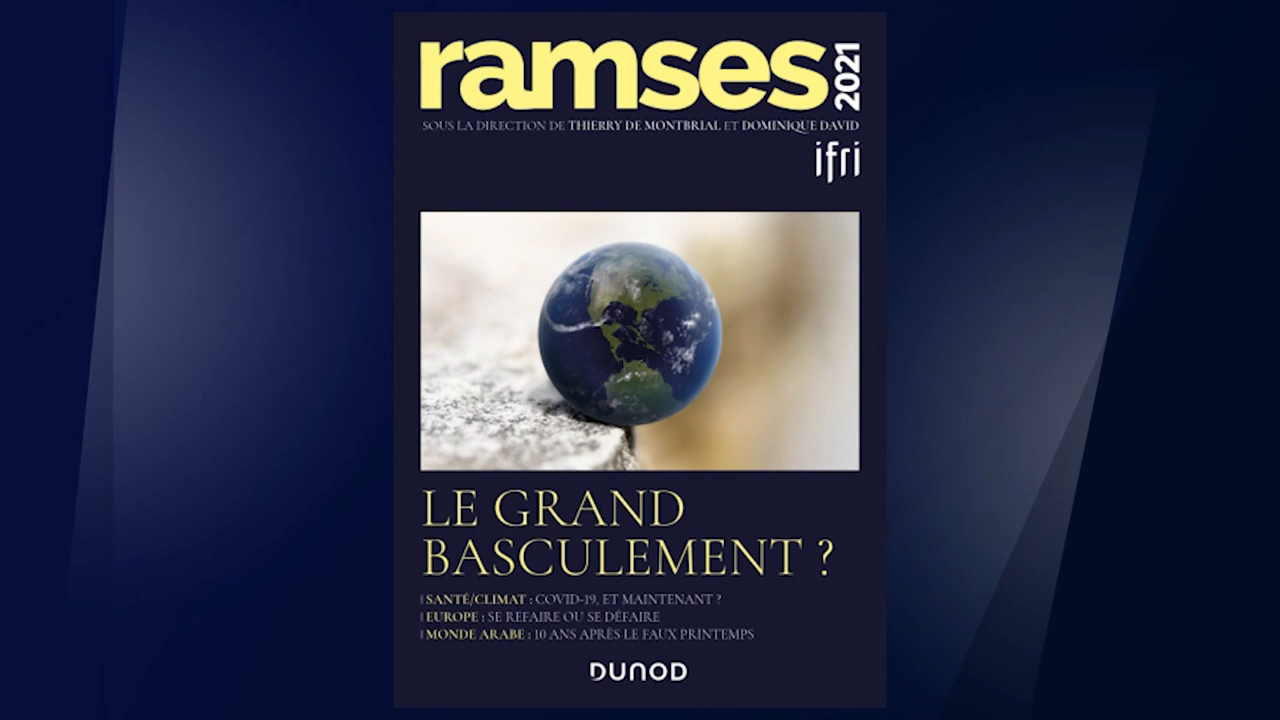 ramses 2021
SOUS LA DIRECTION DE THIERRY DE MONTBRIAL ET DOMINIQUE DAVID
ifri
LE GRAND
BASCULEMENT ?
SANTÉ/CLIMAT : COVID-19, ET MAINTENANT ?
EUROPE : SE REFAIRE OU SE DÉFAIRE
MONDE ARABE : 10 ANS APRÈS LE FAUX PRINTEMPS
DUNOD